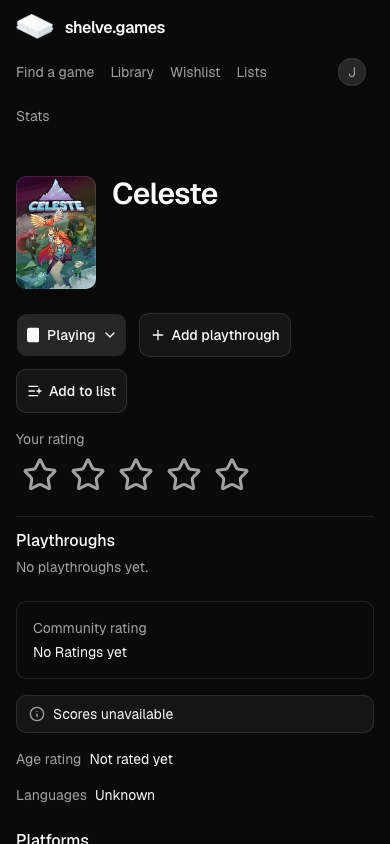 shelve.games
Find a game Library Wishlist Lists
J
Stats
CELESTE
Celeste
Playing
Add playthrough
Add to list
Your rating
Playthroughs
No playthroughs yet.
Community rating
No Ratings yet
Scores unavailable
Age rating Not rated yet
Languages Unknown
Platforms